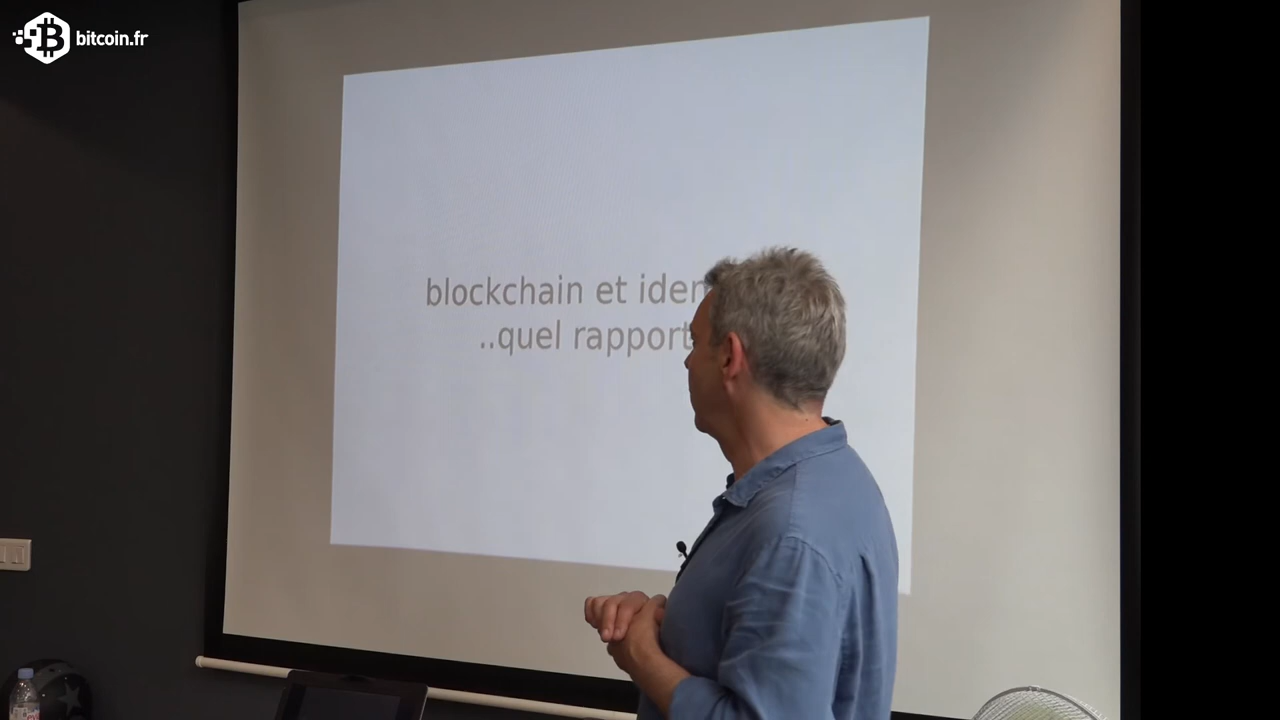 bitcoin.fr
blockchain et iden
..quel rapport